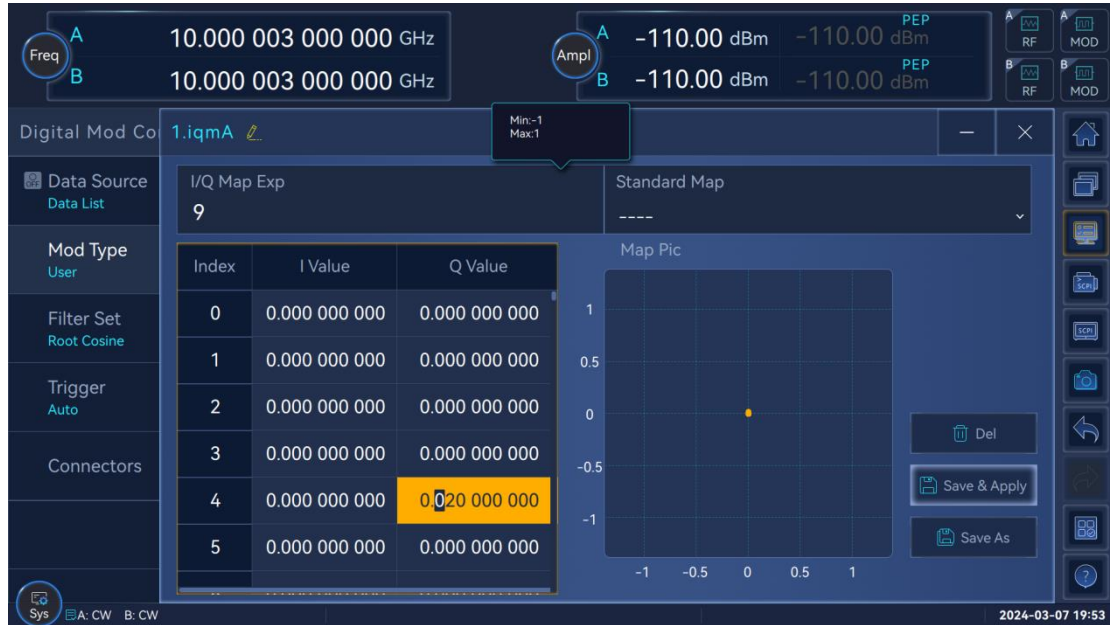 Freq
A
10.000 003 000 000 GHz
B
10.000 003 000 000 GHz
Ampl
A
-110.00 dBm
PEP
-110.00 dBm
B
-110.00 dBm
PEP
-110.00 dBm
A
RF
A
MOD
B
RF
B
MOD
Digital Mod Co
1.iqmA
Min:-1
Max:1
Data Source
OFF
Data List
Mod Type
User
Filter Set
Root Cosine
Trigger
Auto
Connectors
I/Q Map Exp
9
Standard Map
----
Index I Value Q Value
0 0.000 000 000 0.000 000 000
1 0.000 000 000 0.000 000 000
2 0.000 000 000 0.000 000 000
3 0.000 000 000 0.000 000 000
4 0.000 000 000 0.020 000 000
5 0.000 000 000 0.000 000 000
Map Pic
1
0.5
0
-0.5
-1
-1 -0.5 0 0.5 1
Del
Save & Apply
Save As
SCPI
SCPI
?
Sys
A: CW B: CW
2024-03-07 19:53